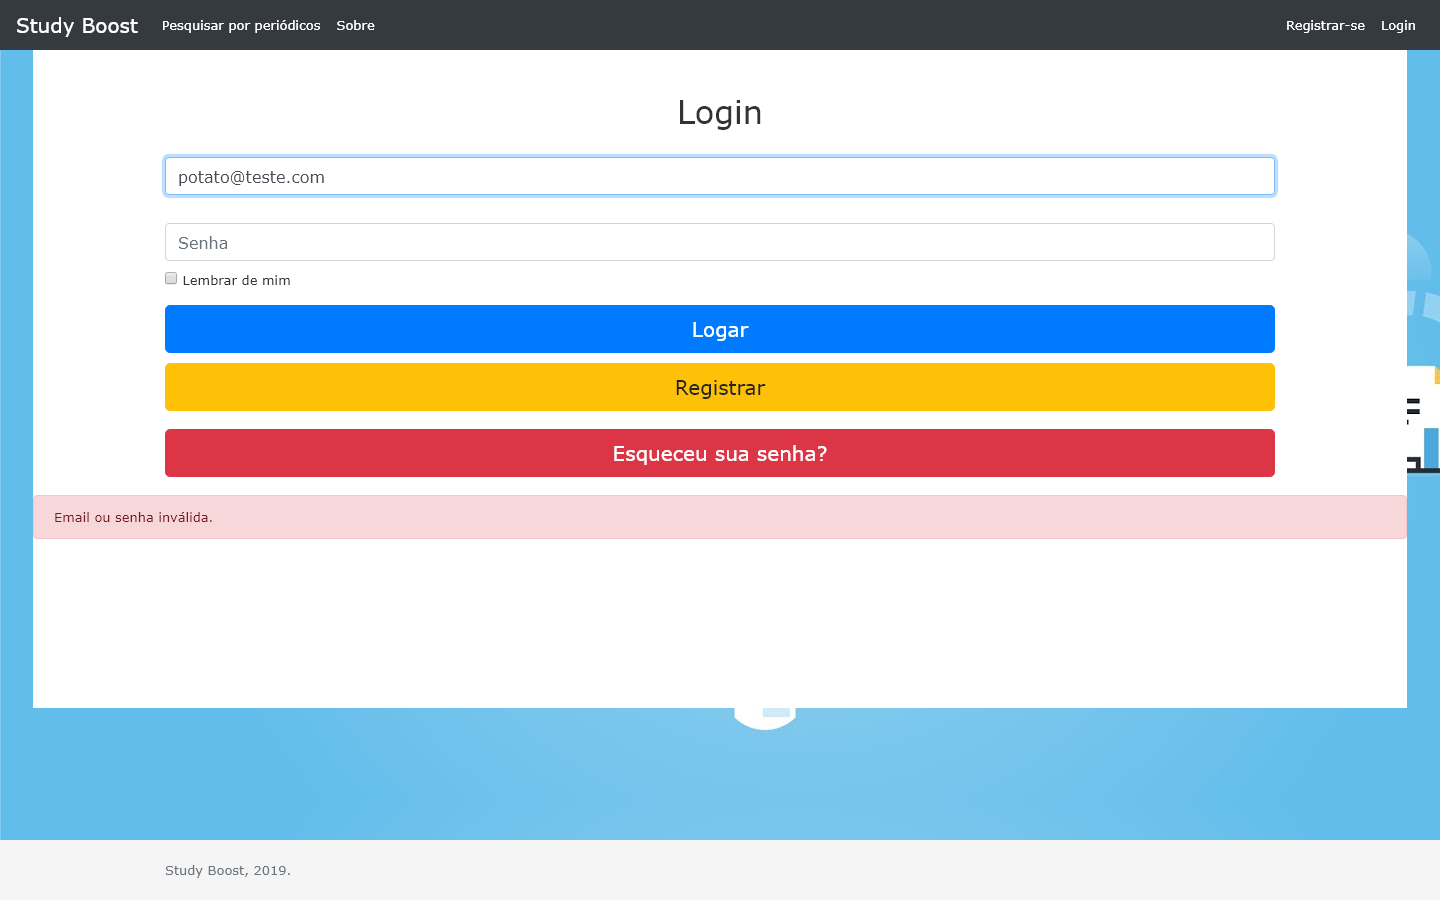 Study Boost Pesquisar por periódicos Sobre Registrar-se Login
Login
potato@teste.com
Senha
Lembrar de mim
Logar
Registrar
Esqueceu sua senha?
Email ou senha inválida.
Study Boost, 2019.